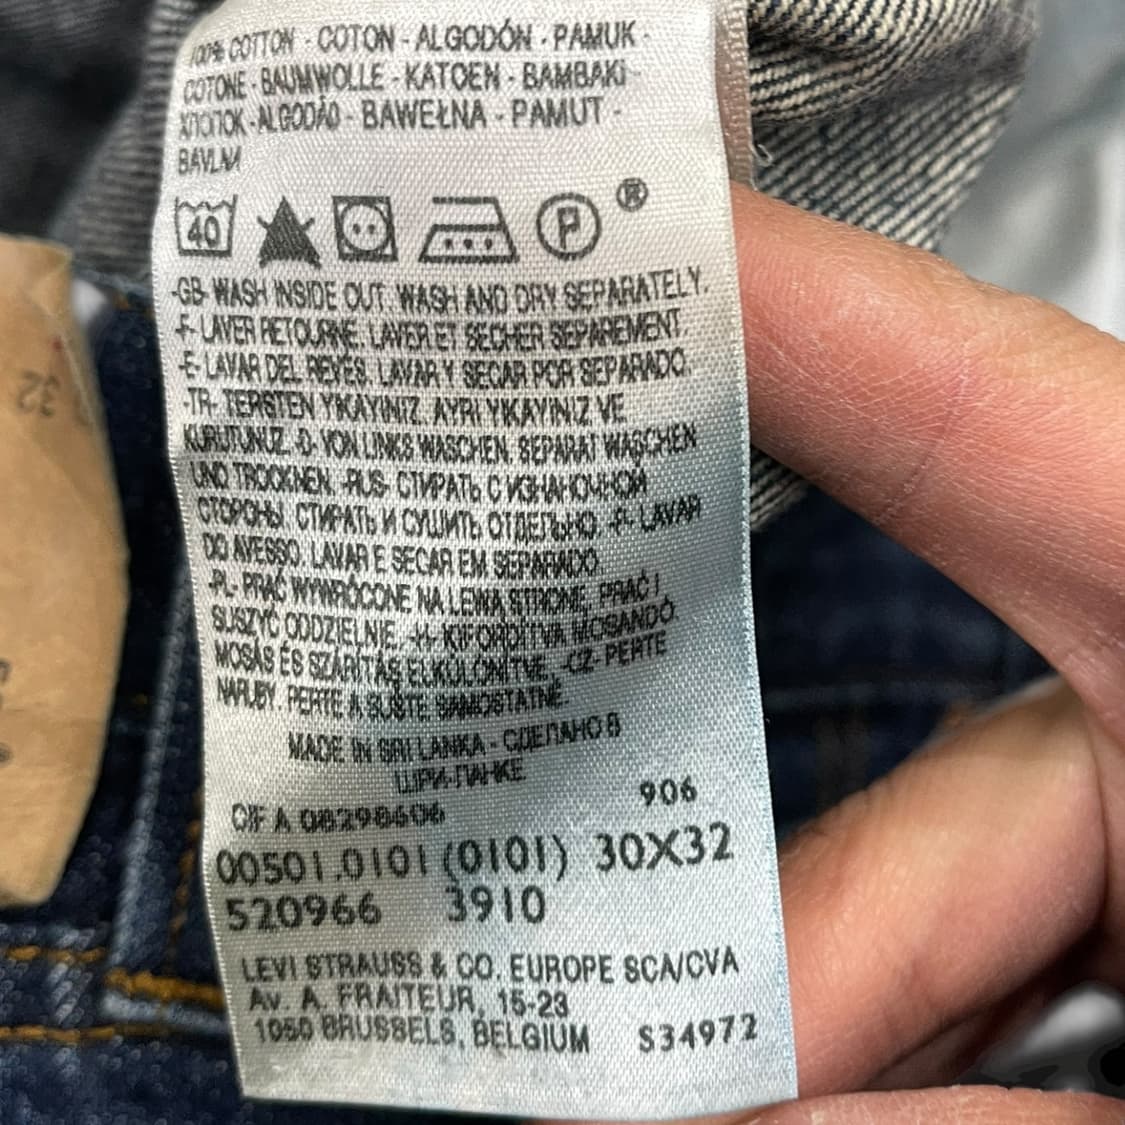 100% COTTON - COTON - ALGODÓN - PAMUK -
COTONE - BAUMWOLLE - KATOEN - BAMBAKI -
ХЛОПОК - ALGODÃO - BAWEŁNA - PAMUT -
BAVLNA
40 P ®
-GB- WASH INSIDE OUT. WASH AND DRY SEPARATELY.
-F- LAVER RETOURNE. LAVER ET SECHER SEPAREMENT.
-E- LAVAR DEL REVÉS. LAVAR Y SECAR POR SEPARADO.
-TR- TERSTEN YIKAYINIZ. AYRI YIKAYINIZ VE
KURUTUNUZ. -D- VON LINKS WASCHEN. SEPARAT WASCHEN
UND TROCKNEN. -RUS- СТИРАТЬ С ИЗНАНОЧНОЙ
СТОРОНЫ. СТИРАТЬ И СУШИТЬ ОТДЕЛЬНО -P- LAVAR
DO AVESSO. LAVAR E SECAR EM SEPARADO.
-PL- PRAĆ WYWRÓCONE NA LEWĄ STRONĘ. PRAĆ I
SUSZYĆ ODDZIELNIE. -H- KIFORDÍTVA MOSANDÓ
MOSÁS ÉS SZÁRÍTÁS ELKÜLÖNÍTVE. -CZ- PERTE
NARUBY. PERTE A SUŠTE SAMOSTATNĚ.
MADE IN SRI LANKA - СДЕЛАНО В
ШРИ-ЛАНКЕ
906
CIF A 08298606
00501.0101 (0101) 30X32
520966 3910
LEVI STRAUSS & CO. EUROPE SCA/CVA
AV. A. FRAITEUR, 15-23
1050 BRUSSELS, BELGIUM S34972
32